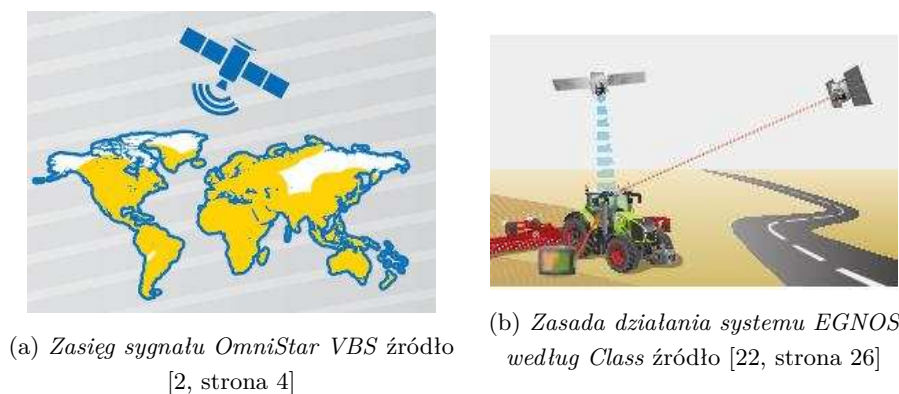 (a) Zasięg sygnału OmniStar VBS źródło
[2, strona 4]
(b) Zasada działania systemu EGNOS
według Class źródło [22, strona 26]